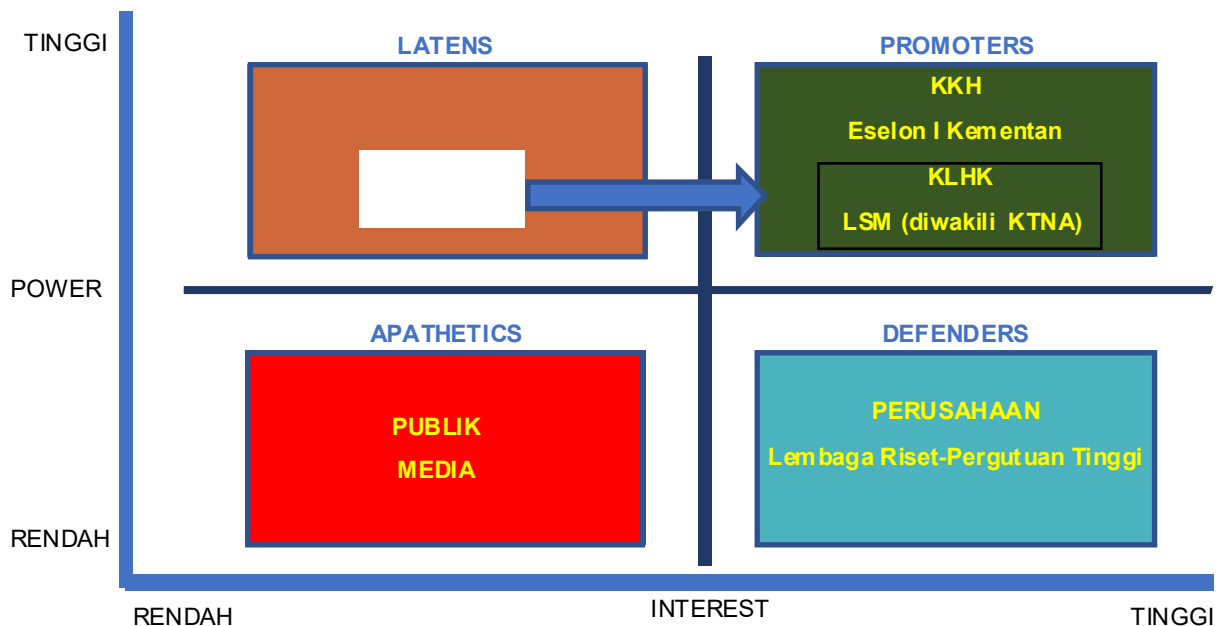 TINGGI
LATENS
PROMOTERS
KKH
Eselon I Kementan
KLHK
LSM (diwakili KTNA)
POWER
APATHETICS
DEFENDERS
PUBLIK
MEDIA
PERUSAHAAN
Lembaga Riset-Pergutuan Tinggi
RENDAH
RENDAH
INTEREST
TINGGI